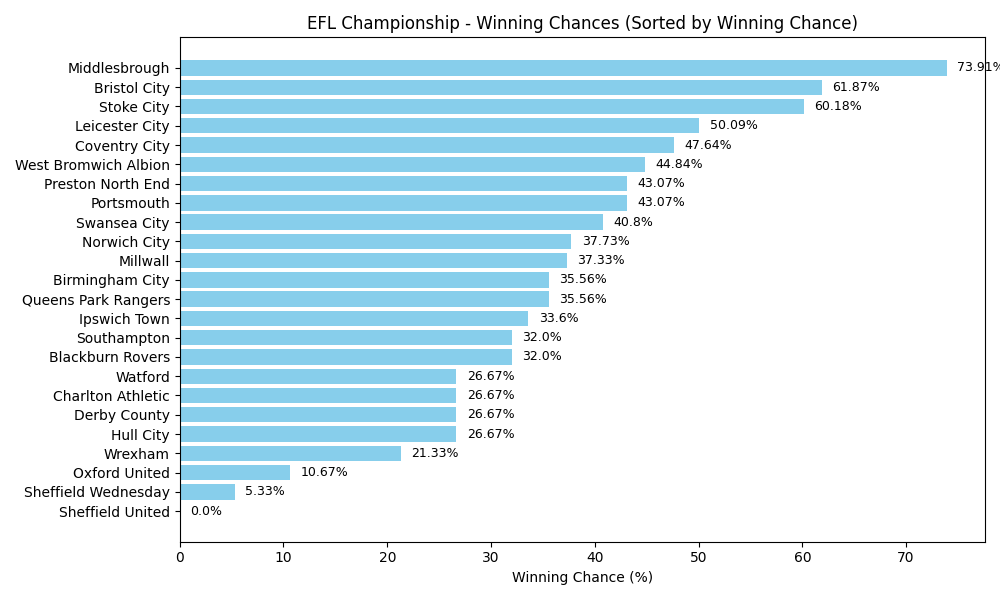 EFL Championship - Winning Chances (Sorted by Winning Chance)
Middlesbrough 73.91%
Bristol City 61.87%
Stoke City 60.18%
Leicester City 50.09%
Coventry City 47.64%
West Bromwich Albion 44.84%
Preston North End 43.07%
Portsmouth 43.07%
Swansea City 40.8%
Norwich City 37.73%
Millwall 37.33%
Birmingham City 35.56%
Queens Park Rangers 35.56%
Ipswich Town 33.6%
Southampton 32.0%
Blackburn Rovers 32.0%
Watford 26.67%
Charlton Athletic 26.67%
Derby County 26.67%
Hull City 26.67%
Wrexham 21.33%
Oxford United 10.67%
Sheffield Wednesday 5.33%
Sheffield United 0.0%
0 10 20 30 40 50 60 70
Winning Chance (%)